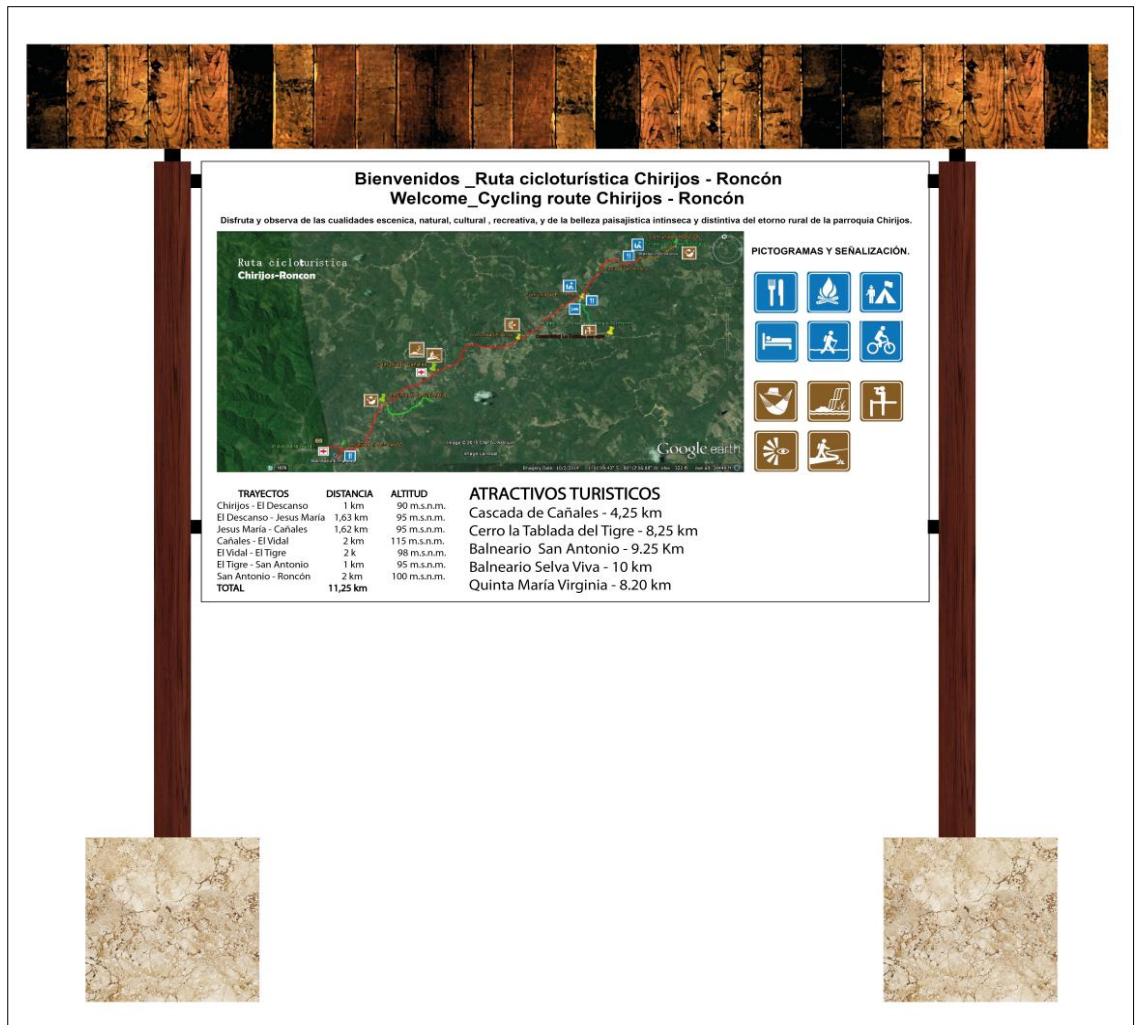 Bienvenidos _Ruta cicloturística Chirijos - Roncón
Welcome_Cycling route Chirijos - Roncón
Disfruta y observa de las cualidades escenica, natural, cultural , recreativa, y de la belleza paisajistica intinseca y distintiva del etorno rural de la parroquia Chirijos.
Ruta cicloturistica
Chirijos-Roncon
Google earth
PICTOGRAMAS Y SEÑALIZACIÓN.
TRAYECTOS DISTANCIA ALTITUD
Chirijos - El Descanso 1 km 90 m.s.n.m.
El Descanso - Jesus María 1,63 km 95 m.s.n.m.
Jesus María - Cañales 1,62 km 95 m.s.n.m.
Cañales - El Vidal 2 km 115 m.s.n.m.
El Vidal - El Tigre 2 k 98 m.s.n.m.
El Tigre - San Antonio 1 km 95 m.s.n.m.
San Antonio - Roncón 2 km 100 m.s.n.m.
TOTAL 11,25 km
ATRACTIVOS TURISTICOS
Cascada de Cañales - 4,25 km
Cerro la Tablada del Tigre - 8,25 km
Balneario San Antonio - 9.25 Km
Balneario Selva Viva - 10 km
Quinta María Virginia - 8.20 km